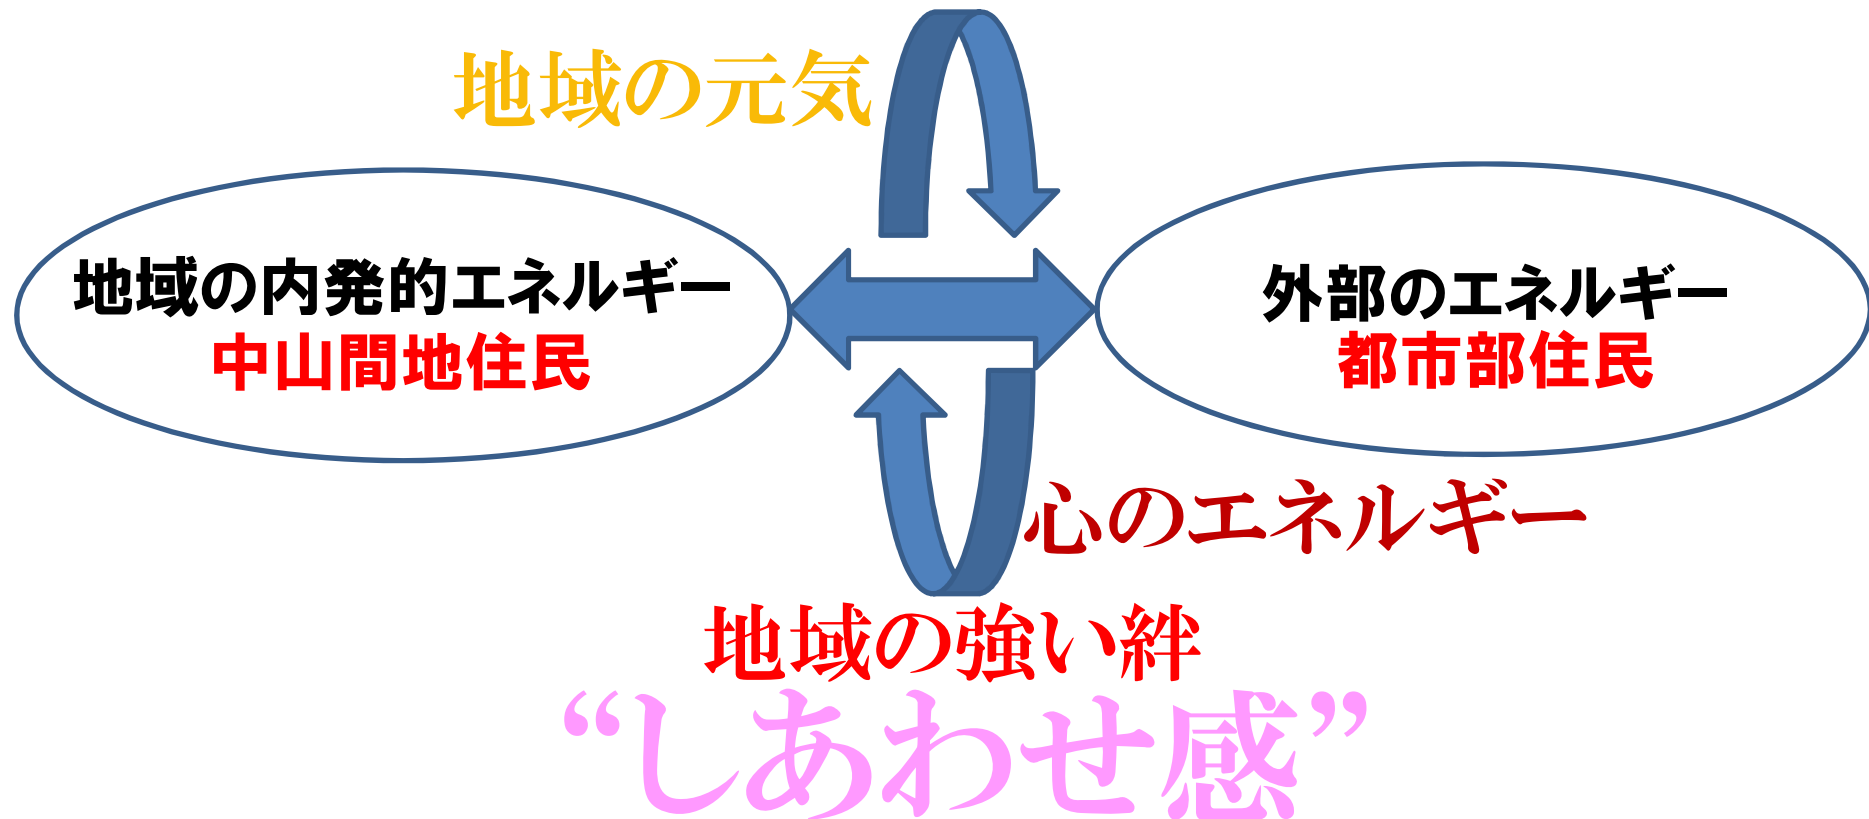 地域の元気
地域の内発的エネルギー
中山間地住民
外部のエネルギー
都市部住民
心のエネルギー
地域の強い絆
“しあわせ感”